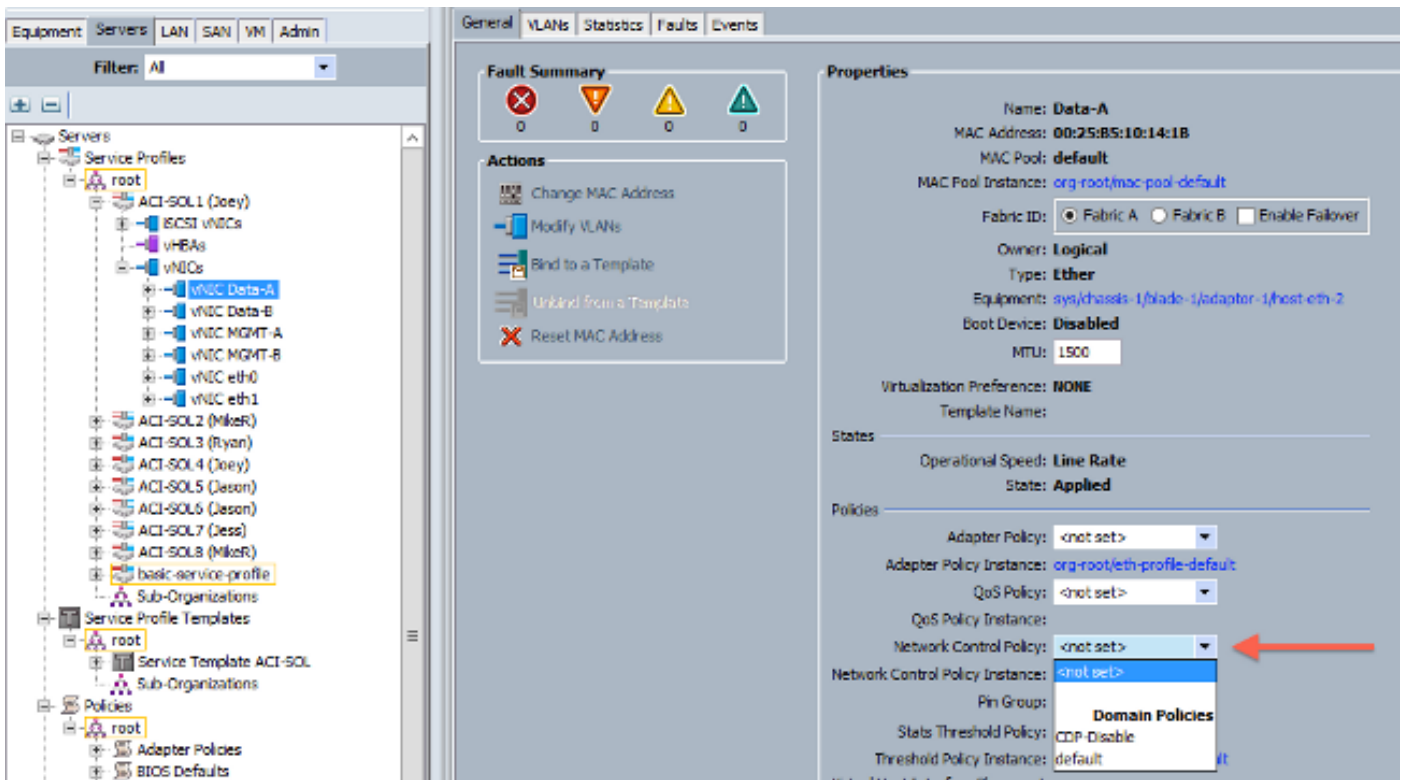 Equipment Servers LAN SAN VM Admin
Filter: All
Servers
Service Profiles
root
ACI-SOL1 (Joey)
iSCSI vNICs
vHBAs
vNICs
vNIC Data-A
vNIC Data-B
vNIC MGMT-A
vNIC MGMT-B
vNIC eth0
vNIC eth1
ACI-SOL2 (MikeR)
ACI-SOL3 (Ryan)
ACI-SOL4 (Joey)
ACI-SOL5 (Jason)
ACI-SOL6 (Jason)
ACI-SOL7 (Jess)
ACI-SOL8 (MikeR)
basic-service-profile
Sub-Organizations
Service Profile Templates
root
Service Template ACI-SOL
Sub-Organizations
Policies
root
Adapter Policies
BIOS Defaults
General VLANs Statistics Faults Events
Fault Summary
0 0 0 0
Actions
Change MAC Address
Modify VLANs
Bind to a Template
Unbind from a Template
Reset MAC Address
Properties
Name: Data-A
MAC Address: 00:25:B5:10:14:1B
MAC Pool: default
MAC Pool Instance: org-root/mac-pool-default
Fabric ID: Fabric A Fabric B Enable Failover
Owner: Logical
Type: Ether
Equipment: sys/chassis-1/blade-1/adaptor-1/host-eth-2
Boot Device: Disabled
MTU: 1500
Virtualization Preference: NONE
Template Name:
States
Operational Speed: Line Rate
State: Applied
Policies
Adapter Policy: <not set>
Adapter Policy Instance: org-root/eth-profile-default
QoS Policy: <not set>
QoS Policy Instance:
Network Control Policy: <not set>
Network Control Policy Instance: <not set>
Pin Group:
Domain Policies
Stats Threshold Policy: CDP-Disable
Threshold Policy Instance: default